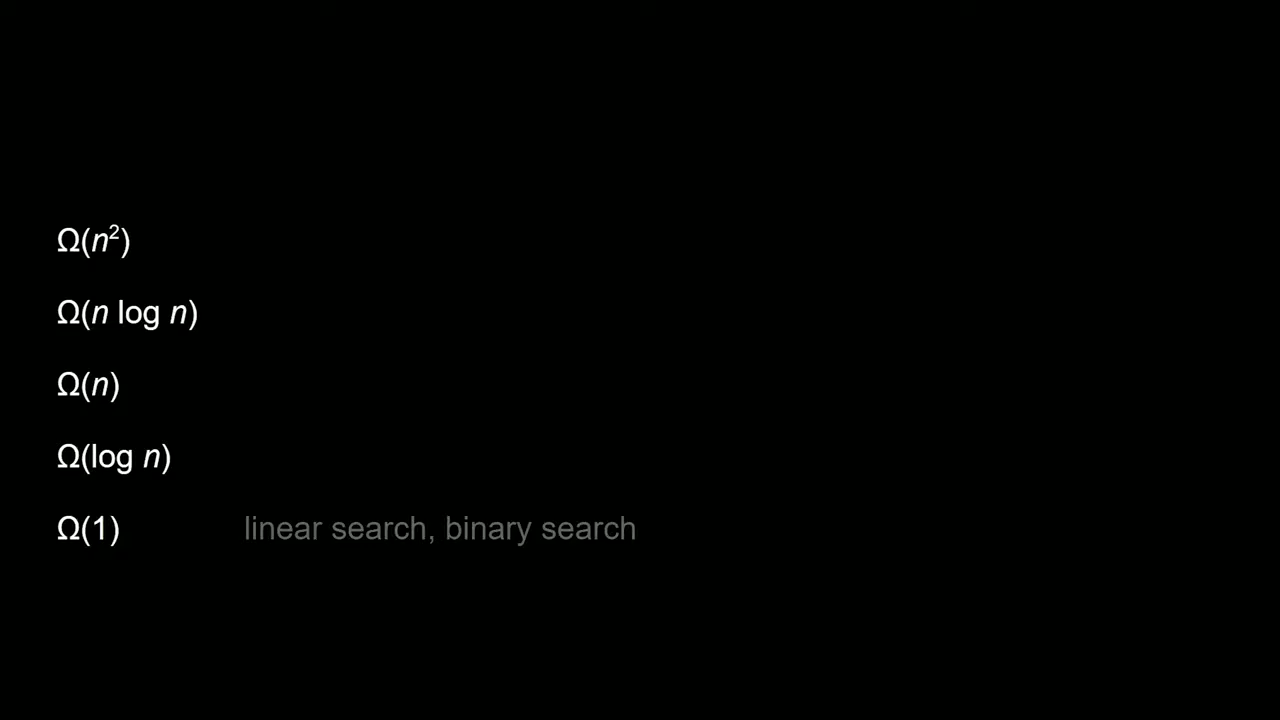 Ω(n²)
Ω(n log n)
Ω(n)
Ω(log n)
Ω(1) linear search, binary search